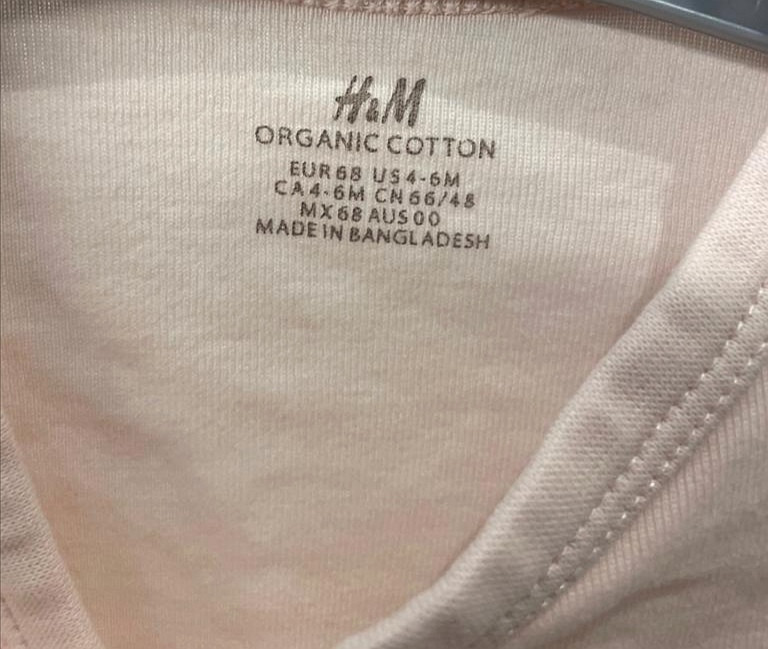 H&M
ORGANIC COTTON
EUR 68 US 4-6M
CA 4-6M CN 66/48
MX 68 AUS 00
MADE IN BANGLADESH